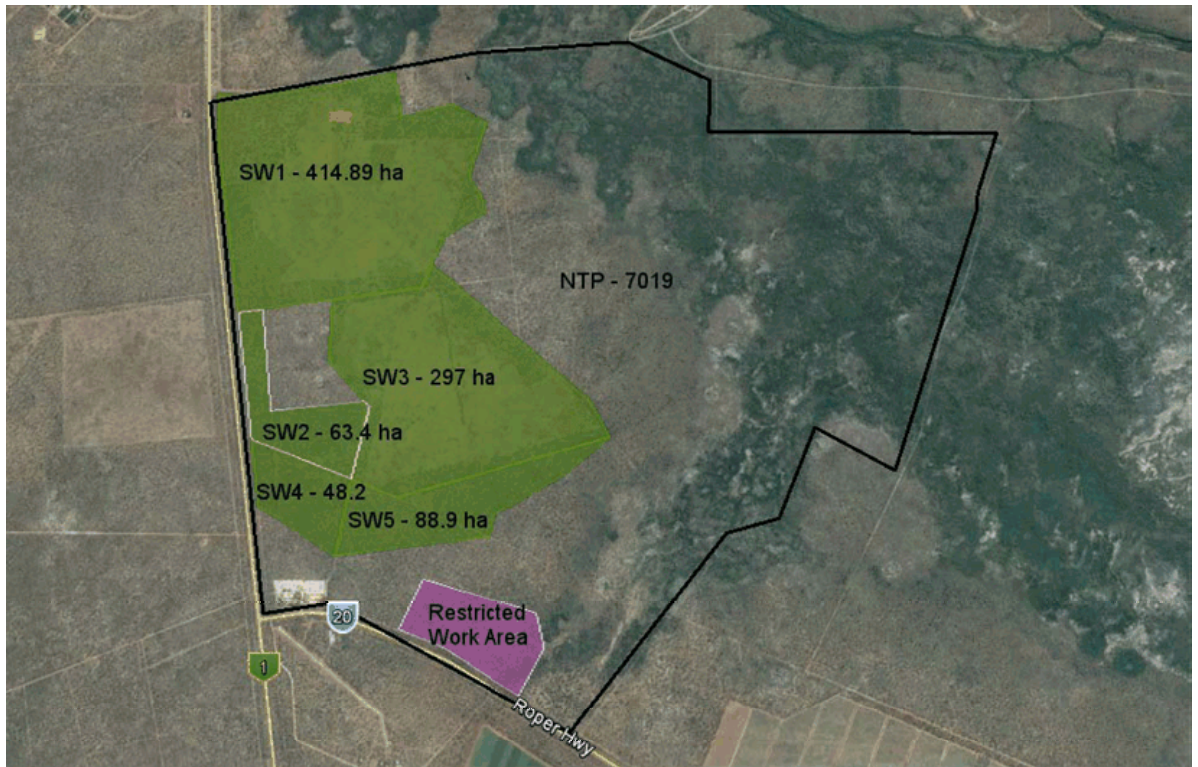 SW1 - 414.89 ha
NTP - 7019
SW3 - 297 ha
SW2 - 63.4 ha
SW4 - 48.2
SW5 - 88.9 ha
Restricted
Work Area
20
1
Roper Hwy